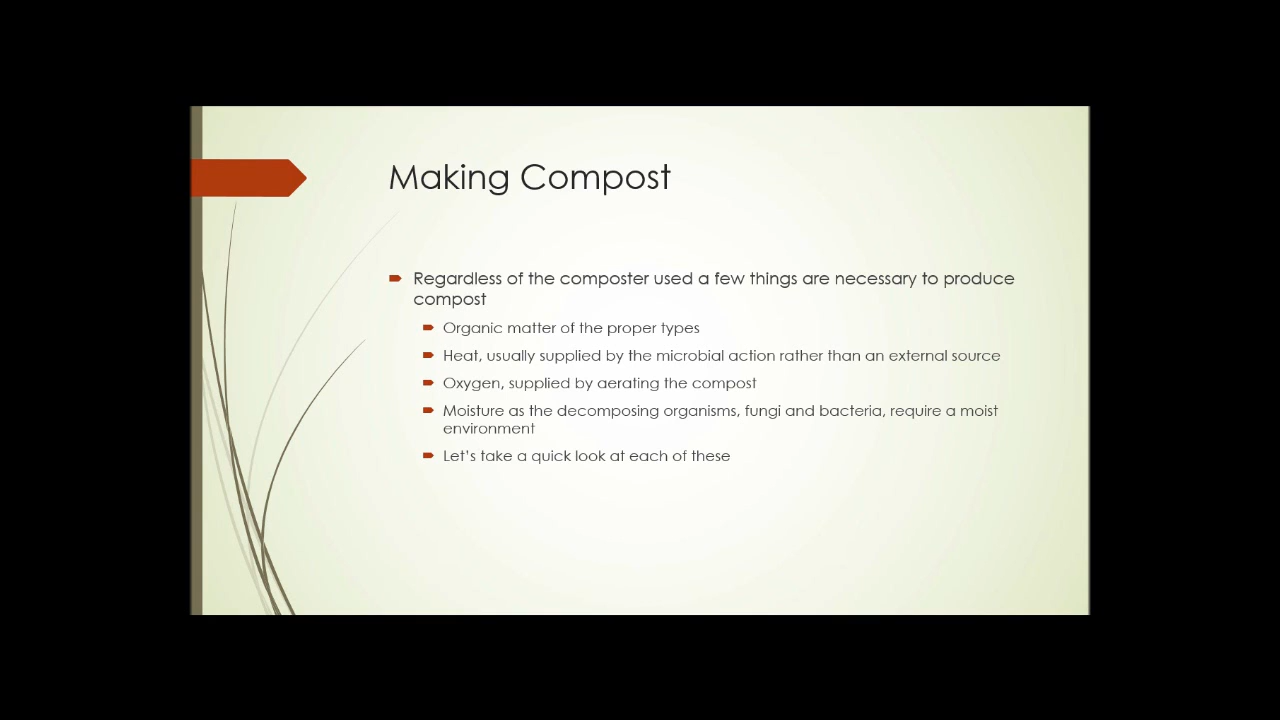 Making Compost
Regardless of the composter used a few things are necessary to produce
compost
Organic matter of the proper types
Heat, usually supplied by the microbial action rather than an external source
Oxygen, supplied by aerating the compost
Moisture as the decomposing organisms, fungi and bacteria, require a moist
environment
Let's take a quick look at each of these